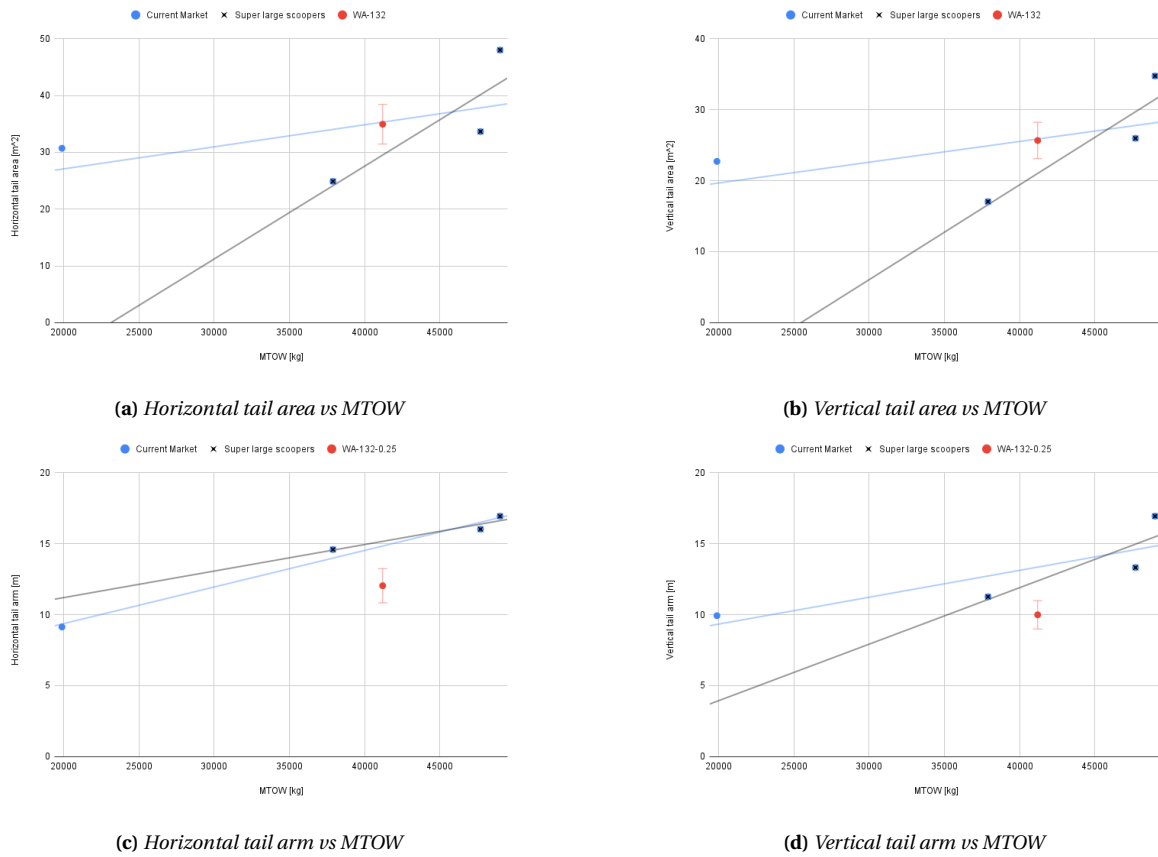 Current Market Super large scoopers WA-132
Horizontal tail area [m^2]
50
40
30
20
10
0
20000 25000 30000 35000 40000 45000
MTOW [kg]
(a) Horizontal tail area vs MTOW
Current Market Super large scoopers WA-132
Vertical tail area [m^2]
40
30
20
10
0
20000 25000 30000 35000 40000 45000
MTOW [kg]
(b) Vertical tail area vs MTOW
Current Market Super large scoopers WA-132-0.25
Horizontal tail arm [m]
20
15
10
5
0
20000 25000 30000 35000 40000 45000
MTOW [kg]
(c) Horizontal tail arm vs MTOW
Current Market Super large scoopers WA-132-0.25
Vertical tail arm [m]
20
15
10
5
0
20000 25000 30000 35000 40000 45000
MTOW [kg]
(d) Vertical tail arm vs MTOW